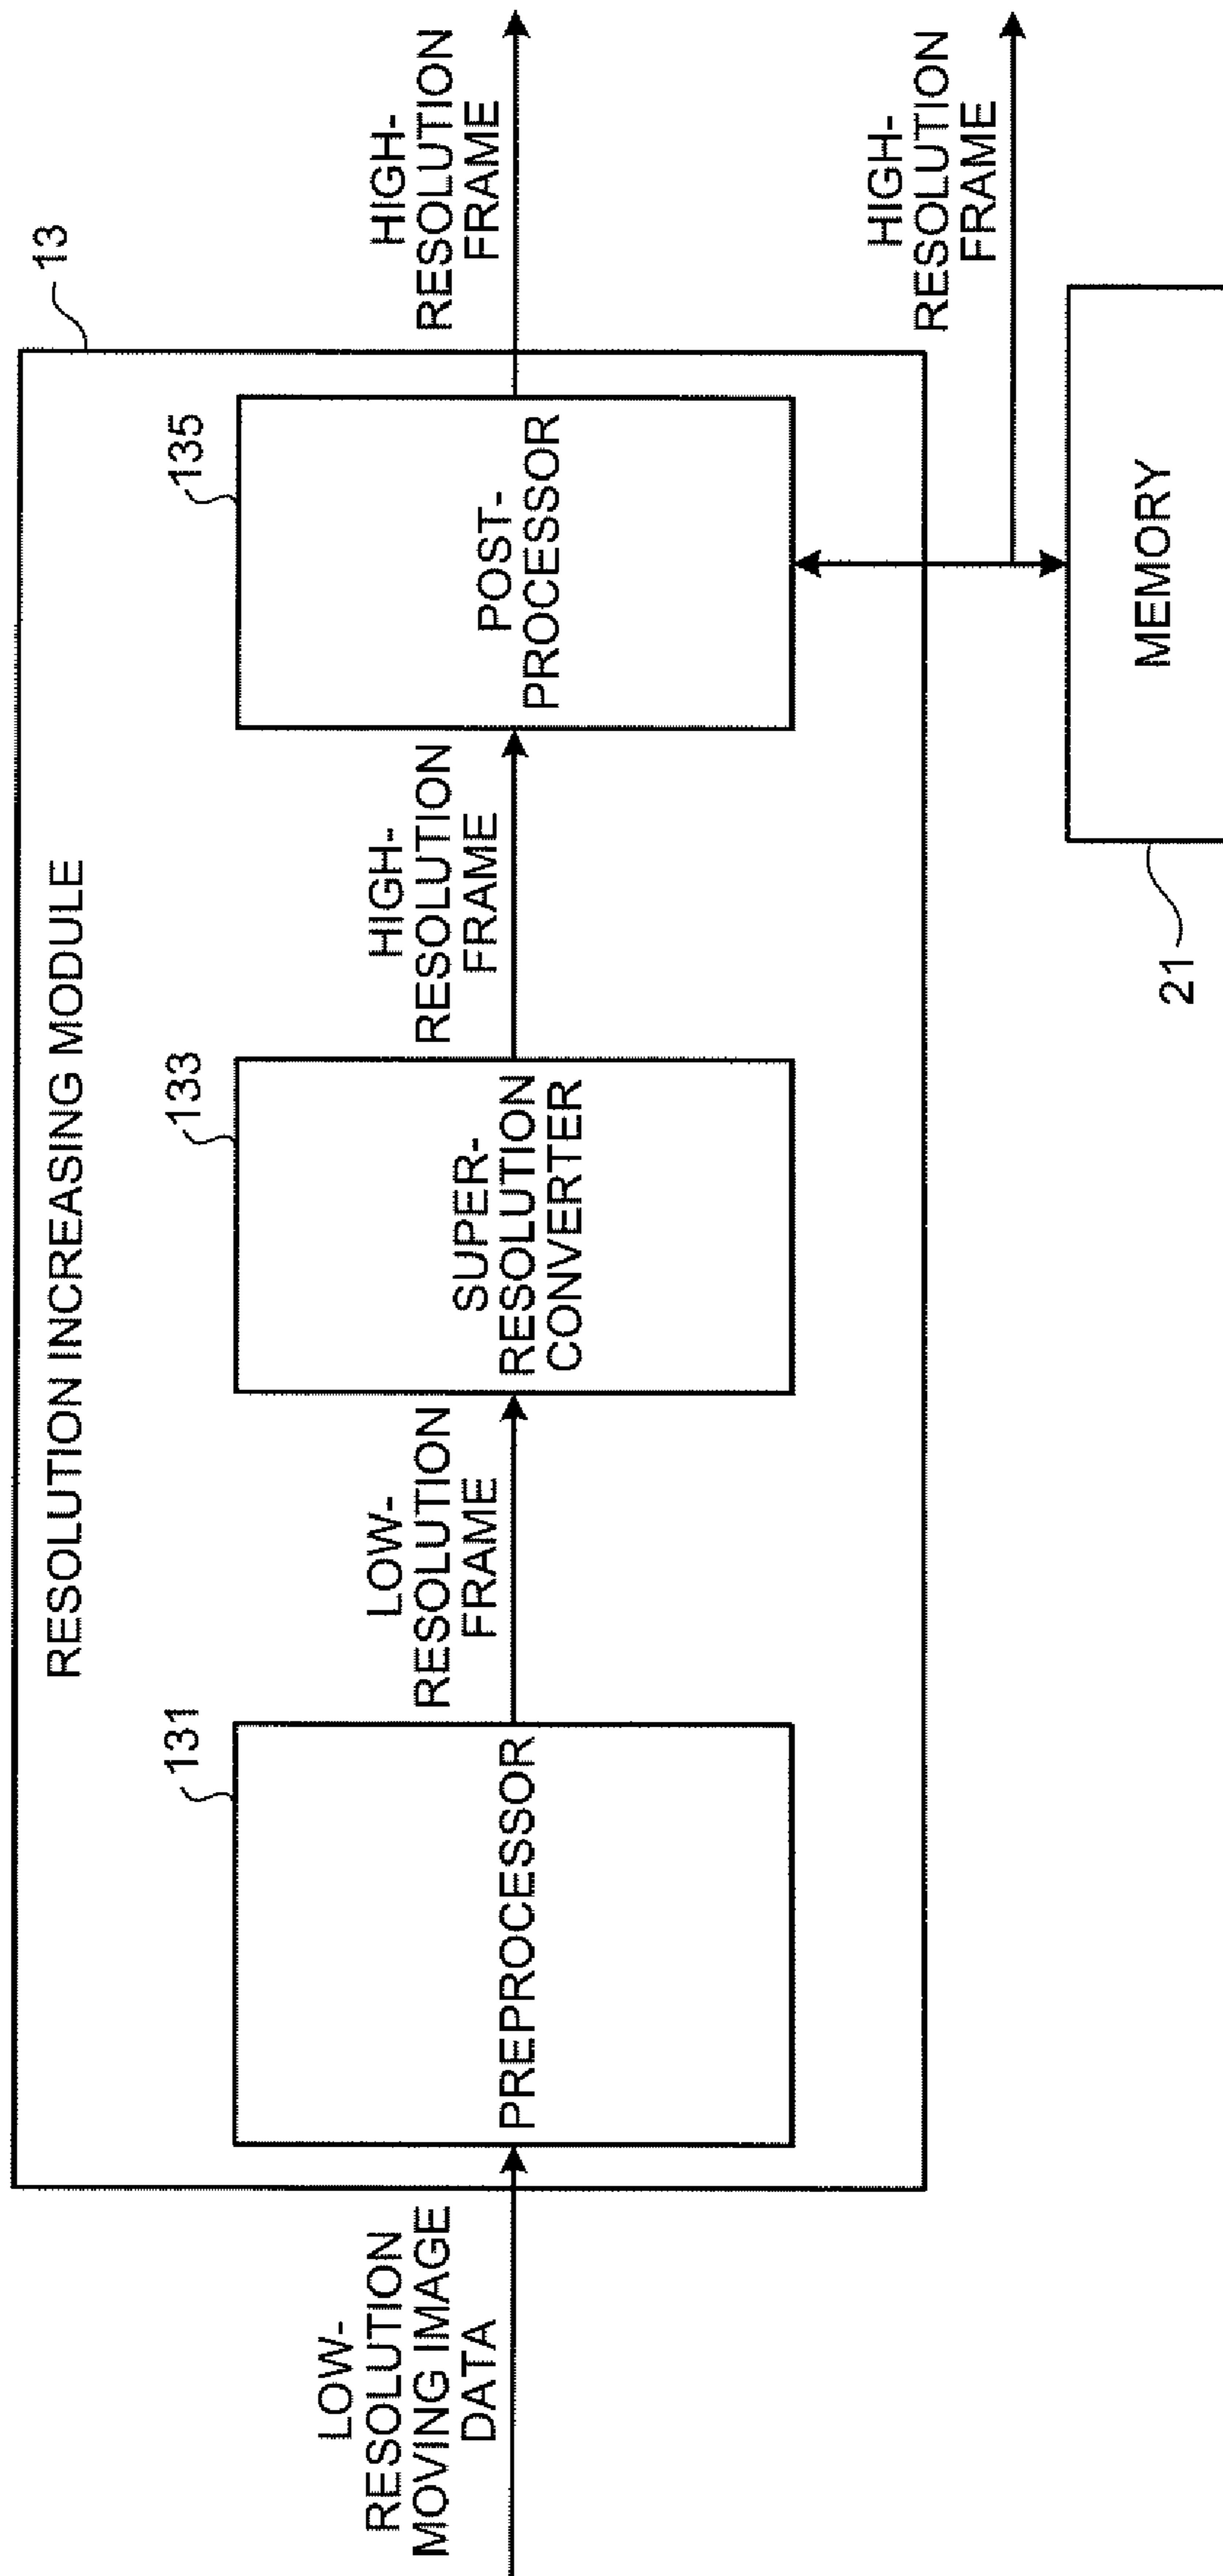 RESOLUTION INCREASING MODULE
13
LOW-
RESOLUTION
MOVING IMAGE
DATA
131
PREPROCESSOR
LOW-
RESOLUTION
FRAME
133
SUPER-
RESOLUTION
CONVERTER
HIGH-
RESOLUTION
FRAME
135
POST-
PROCESSOR
HIGH-
RESOLUTION
FRAME
HIGH-
RESOLUTION
FRAME
21
MEMORY